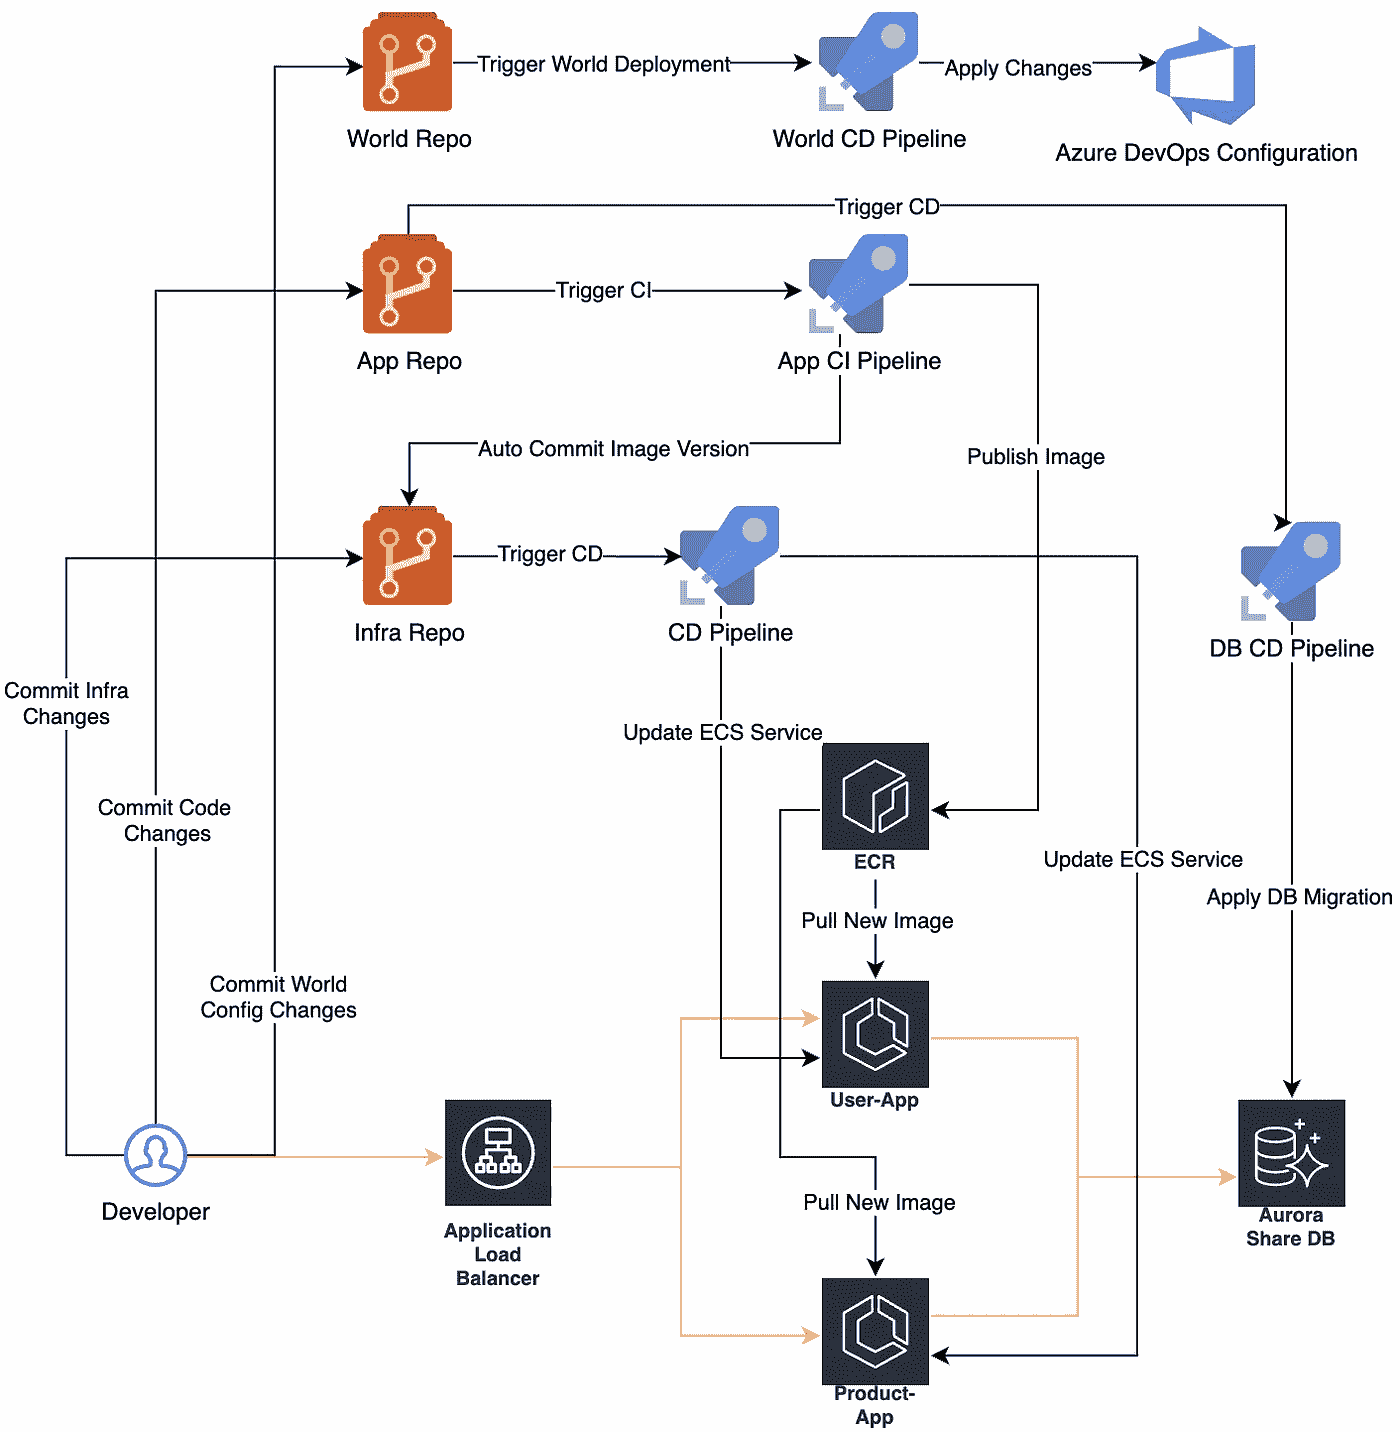 Trigger World Deployment
Apply Changes
World Repo
World CD Pipeline
Azure DevOps Configuration
Trigger CD
Trigger CI
App Repo
App CI Pipeline
Auto Commit Image Version
Publish Image
Trigger CD
Infra Repo
CD Pipeline
DB CD Pipeline
Commit Infra
Changes
Update ECS Service
Commit Code
Changes
ECR
Update ECS Service
Apply DB Migration
Pull New Image
Commit World
Config Changes
User-App
Developer
Pull New Image
Application
Load
Balancer
Aurora
Share DB
Product-
App